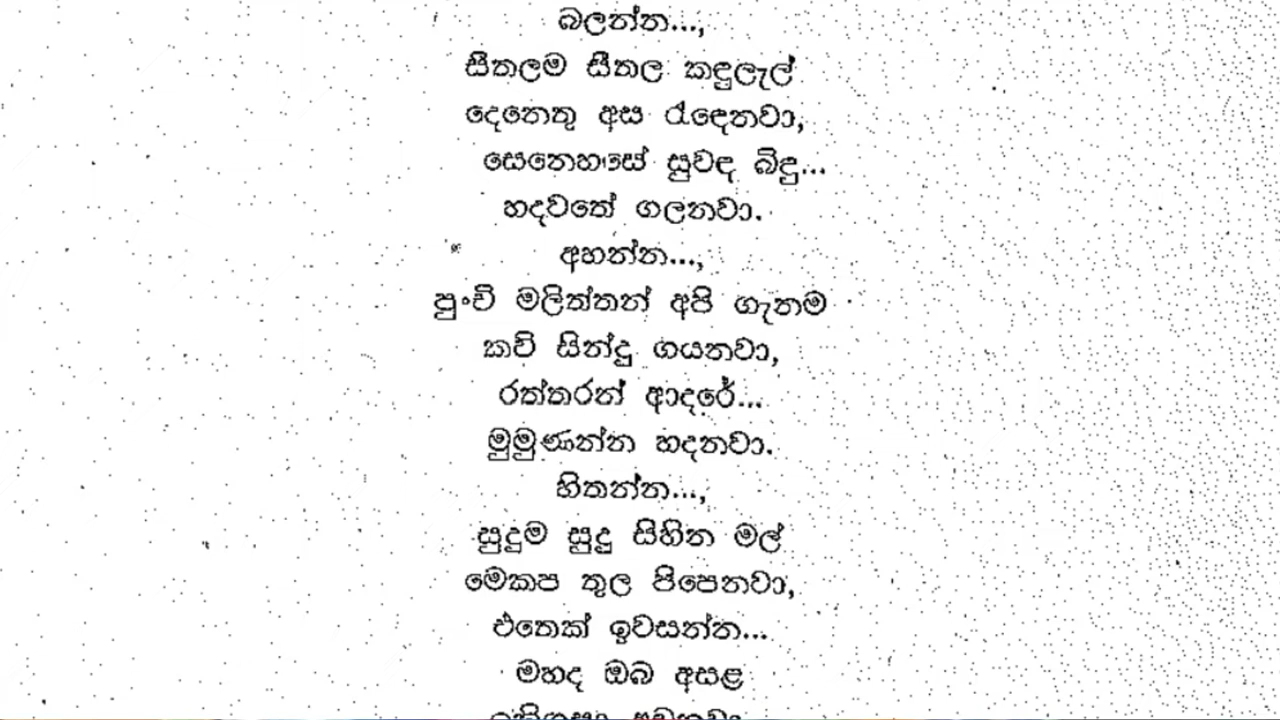 බලන්න...,
සීතලම සීතල කඳුලැල්
දෙනෙතු අස රැඳෙනවා,
සෙනෙහසේ සුවඳ බිඳු...
හදවතේ ගලනවා.
අහන්න...,
පුංචි මලිත්තන් අපි ගැනම
කවි සින්දු ගයනවා,
රත්තරන් ආදරේ...
මුමුණන්න හදනවා.
හිතන්න...,
සුදුම සුදු සිහින මල්
මෙකප තුල පිපෙනවා,
එතෙක් ඉවසන්න...
මහද ඔබ අසළ